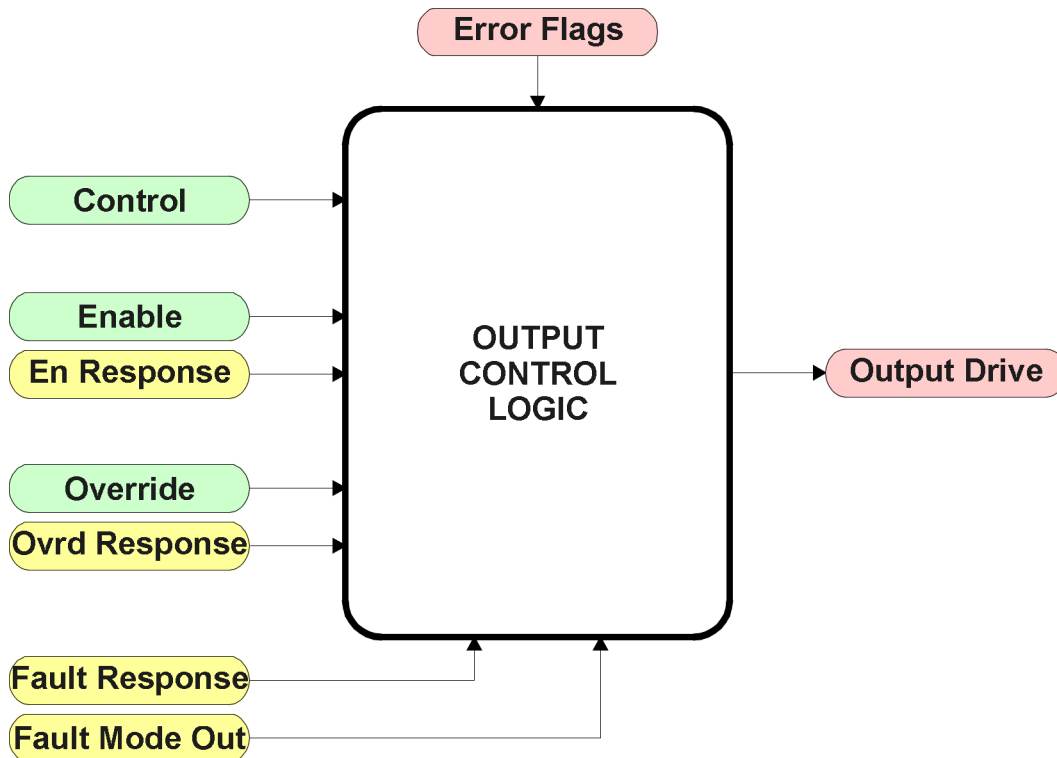 Error Flags
Control
Enable
En Response
Override
Ovrd Response
Fault Response
Fault Mode Out
OUTPUT
CONTROL
LOGIC
Output Drive